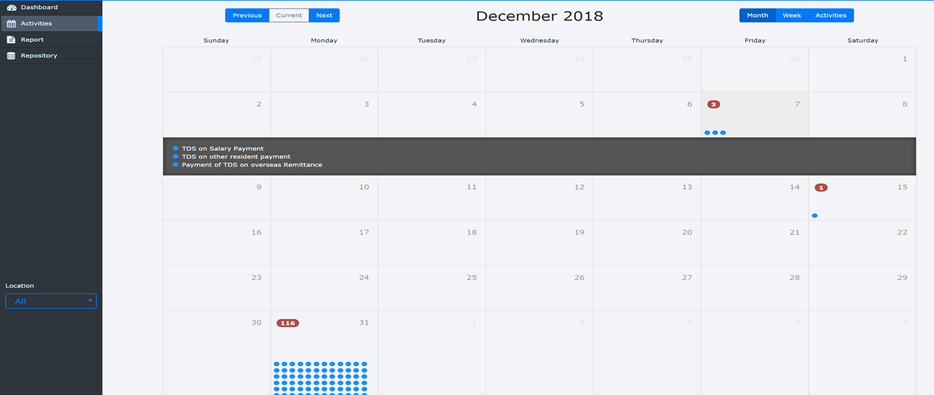 Dashboard
Activities
Report
Repository
Location
All
Previous Current Next
December 2018
Month Week Activities
Sunday Monday Tuesday Wednesday Thursday Friday Saturday
25 26 27 28 29 30 1
2 3 4 5 6 3 7 8
TDS on Salary Payment
TDS on other resident payment
Payment of TDS on overseas Remittance
9 10 11 12 13 14 1 15
16 17 18 19 20 21 22
23 24 25 26 27 28 29
30 116 31 1 2 3 4 5